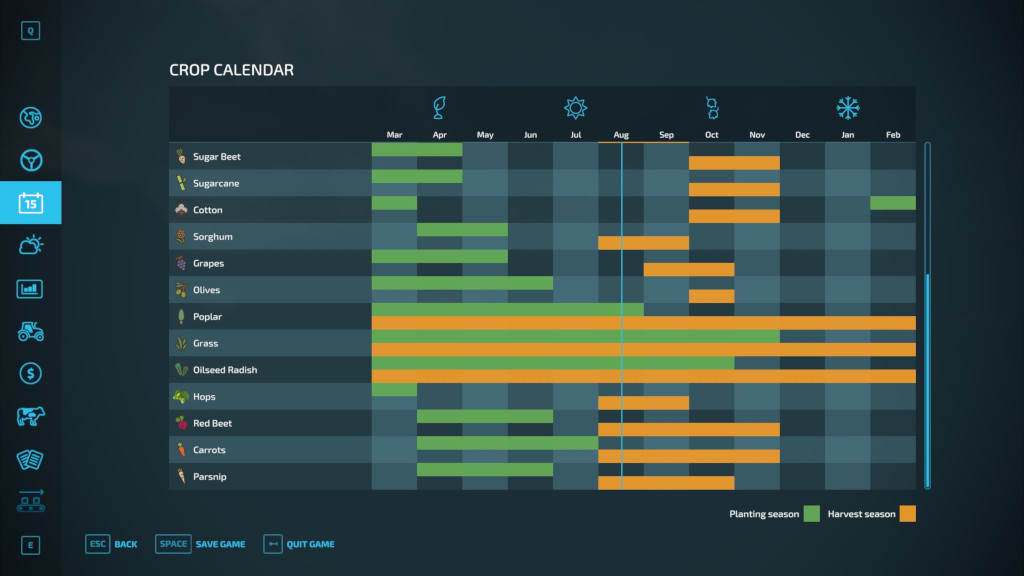 Q
CROP CALENDAR
Mar Apr May Jun Jul Aug Sep Oct Nov Dec Jan Feb
Sugar Beet
Sugarcane
15
Cotton
Sorghum
Grapes
Olives
Poplar
Grass
Oilseed Radish
$
Hops
Red Beet
Carrots
Parsnip
Planting season Harvest season
E
ESC BACK SPACE SAVE GAME QUIT GAME